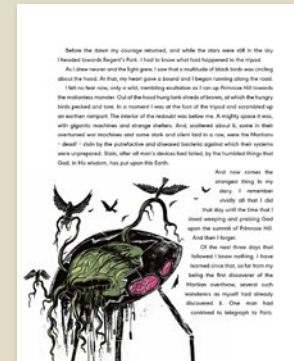 Before the dawn my courage returned, and while the stars were still in the sky
I headed towards Regent's Park. I had to know what had happened to the tripod.
As I drew nearer and the light grew, I saw that a multitude of black birds was circling
about the hood. At that, my heart gave a bound and I began running along the road.
I felt no fear now, only a wild, trembling exultation as I ran up Primrose Hill towards
the motionless monster. Out of the hood hung lank shreds of brown, at which the hungry
birds pecked and tore. In a moment I was at the foot of the tripod and scrambled up
an earthen rampart. The interior of the redoubt was below me. A mighty space it was,
with gigantic machines and strange shelters. And, scattered about it, some in their
overturned war machines and some stark and silent laid in a row, were the Martians
- dead! - slain by the putrefactive and diseased bacteria against which their systems
were unprepared. Slain, after all man's devices had failed, by the humblest things that
God, in His wisdom, has put upon this Earth.
And now comes the
strangest thing in my
story. I remember
vividly all that I did
that day until the time that I
stood weeping and praising God
upon the summit of Primrose Hill.
And then I forget.
Of the next three days that
followed I know nothing. I have
learned since that, so far from my
being the first discoverer of the
Martian overthrow, several such
wanderers as myself had already
discovered it. One man had
contrived to telegraph to Paris.